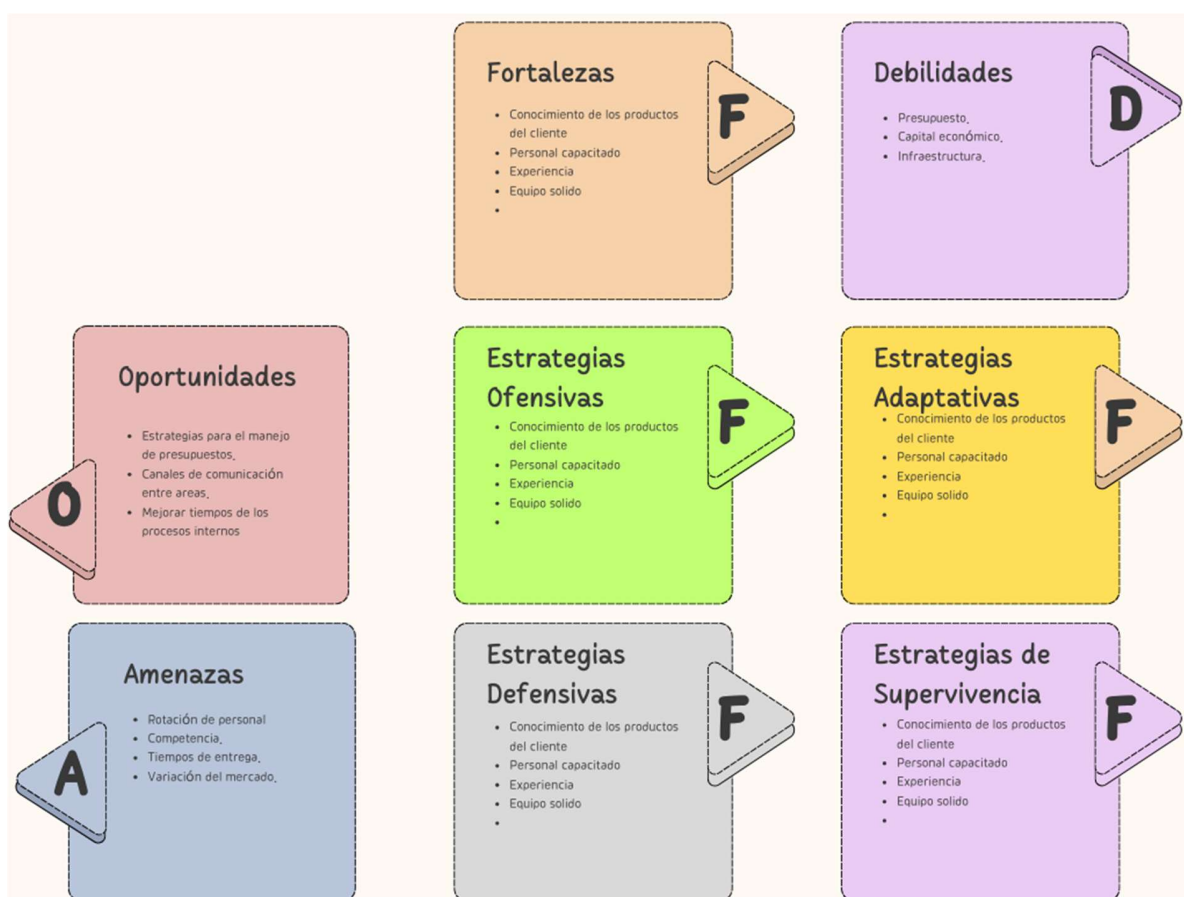 Fortalezas
• Conocimiento de los productos
del cliente
• Personal capacitado
• Experiencia
• Equipo solido
•
F
Debilidades
• Presupuesto.
• Capital económico.
• Infraestructura.
D
Oportunidades
• Estrategias para el manejo
de presupuestos.
• Canales de comunicación
entre areas.
• Mejorar tiempos de los
procesos internos
O
Estrategias
Ofensivas
• Conocimiento de los productos
del cliente
• Personal capacitado
• Experiencia
• Equipo solido
•
F
Estrategias
Adaptativas
• Conocimiento de los productos
del cliente
• Personal capacitado
• Experiencia
• Equipo solido
•
F
Amenazas
• Rotación de personal
• Competencia.
• Tiempos de entrega.
• Variación del mercado.
A
Estrategias
Defensivas
• Conocimiento de los productos
del cliente
• Personal capacitado
• Experiencia
• Equipo solido
•
F
Estrategias de
Supervivencia
• Conocimiento de los productos
del cliente
• Personal capacitado
• Experiencia
• Equipo solido
•
F